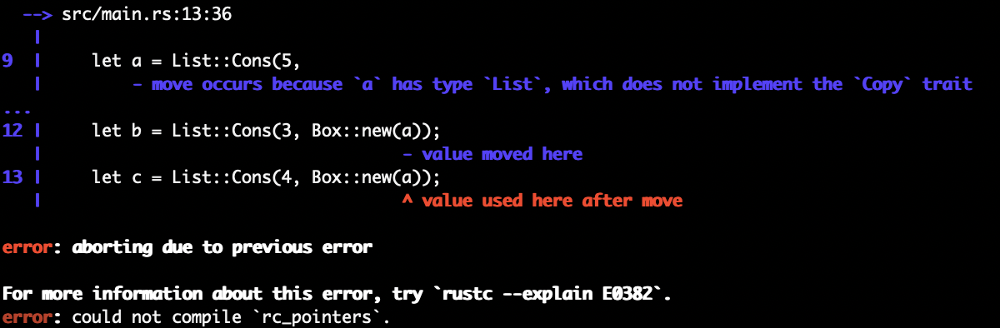 --> src/main.rs:13:36
|
9 | let a = List::Cons(5,
| - move occurs because `a` has type `List`, which does not implement the `Copy` trait
...
12 | let b = List::Cons(3, Box::new(a));
| - value moved here
13 | let c = List::Cons(4, Box::new(a));
| ^ value used here after move
error: aborting due to previous error
For more information about this error, try `rustc --explain E0382`.
error: could not compile `rc_pointers`.